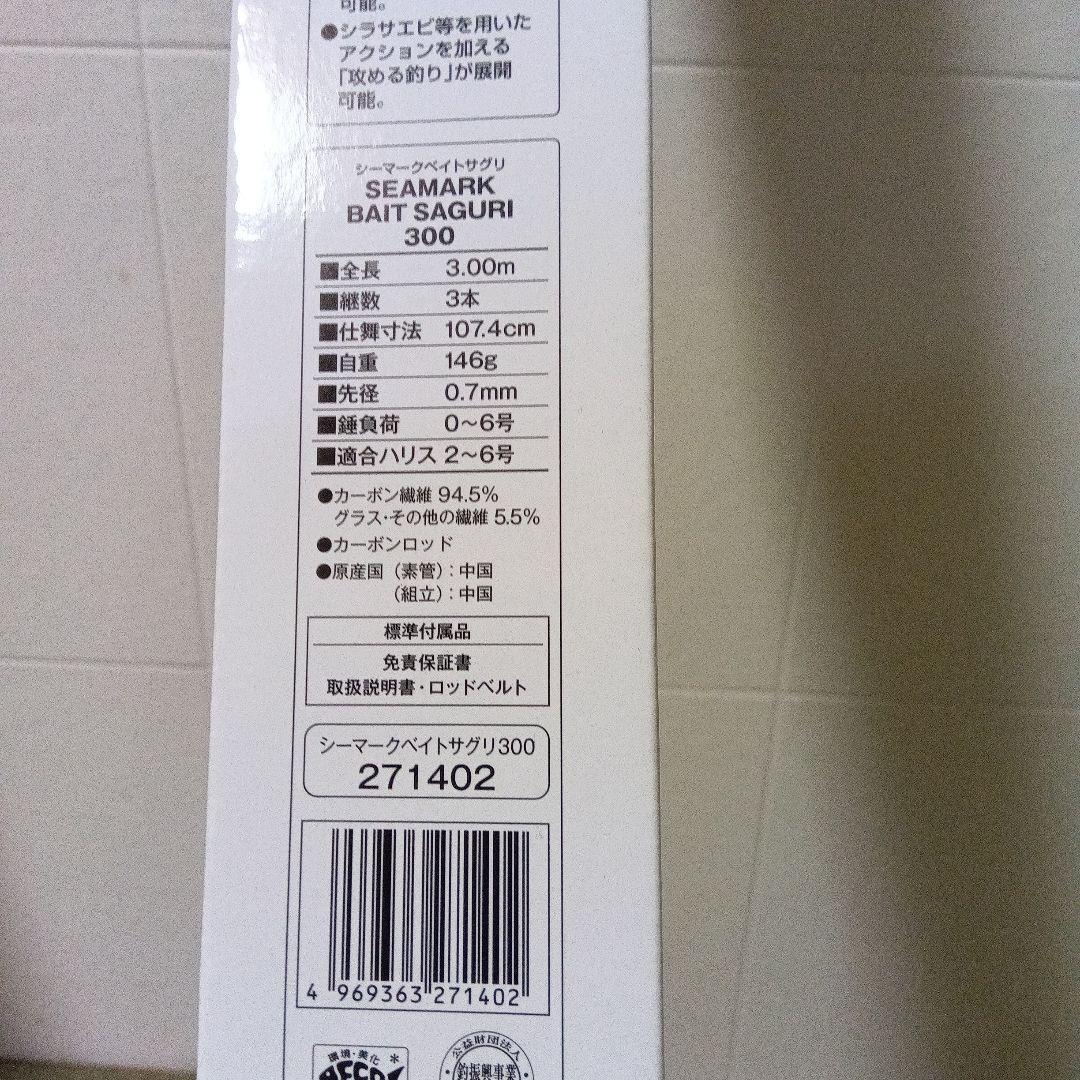 可能。
●シラサエビ等を用いた
アクションを加える
「攻める釣り」が展開
可能。
シーマークベイトサグリ
SEAMARK
BAIT SAGURI
300
■全長 3.00m
■継数 3本
■仕舞寸法 107.4cm
■自重 146g
■先径 0.7mm
■錘負荷 0〜6号
■適合ハリス 2〜6号
●カーボン繊維 94.5%
グラス・その他の繊維 5.5%
●カーボンロッド
●原産国（素管）：中国
（組立）：中国
標準付属品
免責保証書
取扱説明書・ロッドベルト
シーマークベイトサグリ300
271402
4 969363 271402
環境・美化 *
公益財団法人
釣振興事業